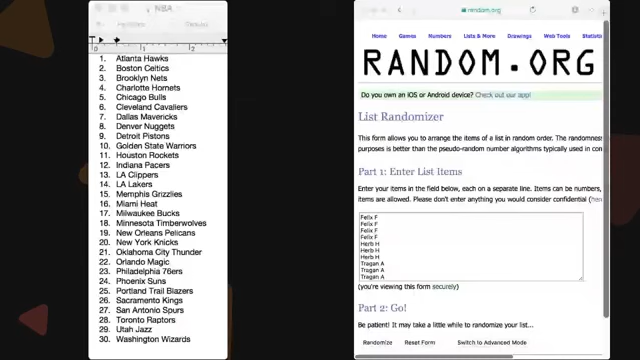 NBA
0
1
2
1. Atlanta Hawks
2. Boston Celtics
3. Brooklyn Nets
4. Charlotte Hornets
5. Chicago Bulls
6. Cleveland Cavaliers
7. Dallas Mavericks
8. Denver Nuggets
9. Detroit Pistons
10. Golden State Warriors
11. Houston Rockets
12. Indiana Pacers
13. LA Clippers
14. LA Lakers
15. Memphis Grizzlies
16. Miami Heat
17. Milwaukee Bucks
18. Minnesota Timberwolves
19. New Orleans Pelicans
20. New York Knicks
21. Oklahoma City Thunder
22. Orlando Magic
23. Philadelphia 76ers
24. Phoenix Suns
25. Portland Trail Blazers
26. Sacramento Kings
27. San Antonio Spurs
28. Toronto Raptors
29. Utah Jazz
30. Washington Wizards
random.org
Home Games Numbers Lists & More Drawings Web Tools Statisti
RANDOM.ORG
Do you own an iOS or Android device? Check out our app!
List Randomizer
This form allows you to arrange the items of a list in random order. The randomness
purposes is better than the pseudo-random number algorithms typically used in con
Part 1: Enter List Items
Enter your items in the field below, each on a separate line. Items can be numbers,
items are allowed. Please don't enter anything you would consider confidential
Felix F
Felix F
Felix F
Felix F
Herb H
Herb H
Herb H
Tragan A
Tragan A
Tragan A
(you're viewing this form securely)
Part 2: Go!
Be patient! It may take a little while to randomize your list...
Randomize Reset Form Switch to Advanced Mode